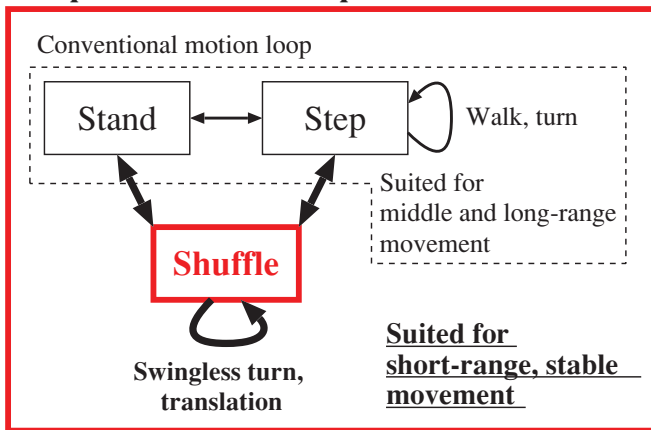 Conventional motion loop
Stand
Step
Walk, turn
Suited for
middle and long-range
movement
Shuffle
Swingless turn,
translation
Suited for
short-range, stable
movement